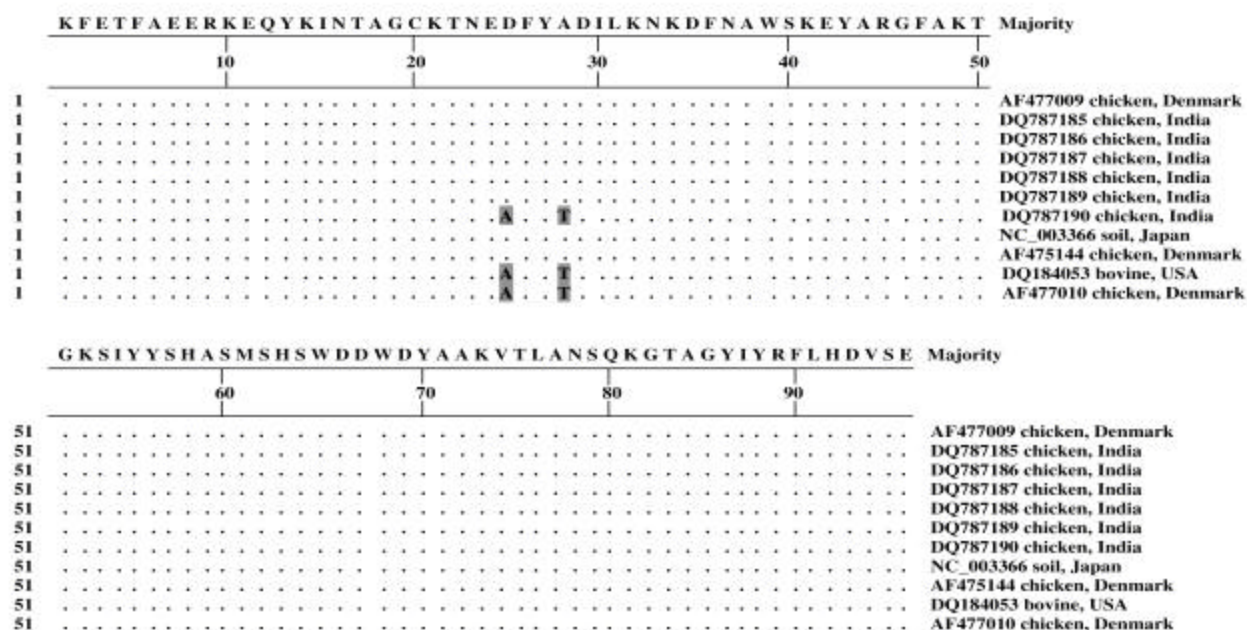 K F E T F A E E R K E Q Y K I N T A G C K T N E D F Y A D I L K N K D F N A W S K E Y A R G F A K T Majority
10 20 30 40 50
1 . . . . . . . . . . . . . . . . . . . . . . . . . . . . . . . . . . . . . . . . . . . . . . . . . . AF477009 chicken, Denmark
1 . . . . . . . . . . . . . . . . . . . . . . . . . . . . . . . . . . . . . . . . . . . . . . . . . . DQ787185 chicken, India
1 . . . . . . . . . . . . . . . . . . . . . . . . . . . . . . . . . . . . . . . . . . . . . . . . . . DQ787186 chicken, India
1 . . . . . . . . . . . . . . . . . . . . . . . . . . . . . . . . . . . . . . . . . . . . . . . . . . DQ787187 chicken, India
1 . . . . . . . . . . . . . . . . . . . . . . . . . . . . . . . . . . . . . . . . . . . . . . . . . . DQ787188 chicken, India
1 . . . . . . . . . . . . . . . . . . . . . . . . . . . . . . . . . . . . . . . . . . . . . . . . . . DQ787189 chicken, India
1 . . . . . . . . . . . . . . . . . . . . . . . . A . . T . . . . . . . . . . . . . . . . . . . . . . DQ787190 chicken, India
1 . . . . . . . . . . . . . . . . . . . . . . . . . . . . . . . . . . . . . . . . . . . . . . . . . . NC_003366 soil, Japan
1 . . . . . . . . . . . . . . . . . . . . . . . . . . . . . . . . . . . . . . . . . . . . . . . . . . AF475144 chicken, Denmark
1 . . . . . . . . . . . . . . . . . . . . . . . . A . . T . . . . . . . . . . . . . . . . . . . . . . DQ184053 bovine, USA
1 . . . . . . . . . . . . . . . . . . . . . . . . A . . T . . . . . . . . . . . . . . . . . . . . . . AF477010 chicken, Denmark
G K S I Y Y S H A S M S H S W D D W D Y A A K V T L A N S Q K G T A G Y I Y R F L H D V S E Majority
60 70 80 90
51 . . . . . . . . . . . . . . . . . . . . . . . . . . . . . . . . . . . . . . . . . . . . . . AF477009 chicken, Denmark
51 . . . . . . . . . . . . . . . . . . . . . . . . . . . . . . . . . . . . . . . . . . . . . . DQ787185 chicken, India
51 . . . . . . . . . . . . . . . . . . . . . . . . . . . . . . . . . . . . . . . . . . . . . . DQ787186 chicken, India
51 . . . . . . . . . . . . . . . . . . . . . . . . . . . . . . . . . . . . . . . . . . . . . . DQ787187 chicken, India
51 . . . . . . . . . . . . . . . . . . . . . . . . . . . . . . . . . . . . . . . . . . . . . . DQ787188 chicken, India
51 . . . . . . . . . . . . . . . . . . . . . . . . . . . . . . . . . . . . . . . . . . . . . . DQ787189 chicken, India
51 . . . . . . . . . . . . . . . . . . . . . . . . . . . . . . . . . . . . . . . . . . . . . . DQ787190 chicken, India
51 . . . . . . . . . . . . . . . . . . . . . . . . . . . . . . . . . . . . . . . . . . . . . . NC_003366 soil, Japan
51 . . . . . . . . . . . . . . . . . . . . . . . . . . . . . . . . . . . . . . . . . . . . . . AF475144 chicken, Denmark
51 . . . . . . . . . . . . . . . . . . . . . . . . . . . . . . . . . . . . . . . . . . . . . . DQ184053 bovine, USA
51 . . . . . . . . . . . . . . . . . . . . . . . . . . . . . . . . . . . . . . . . . . . . . . AF477010 chicken, Denmark